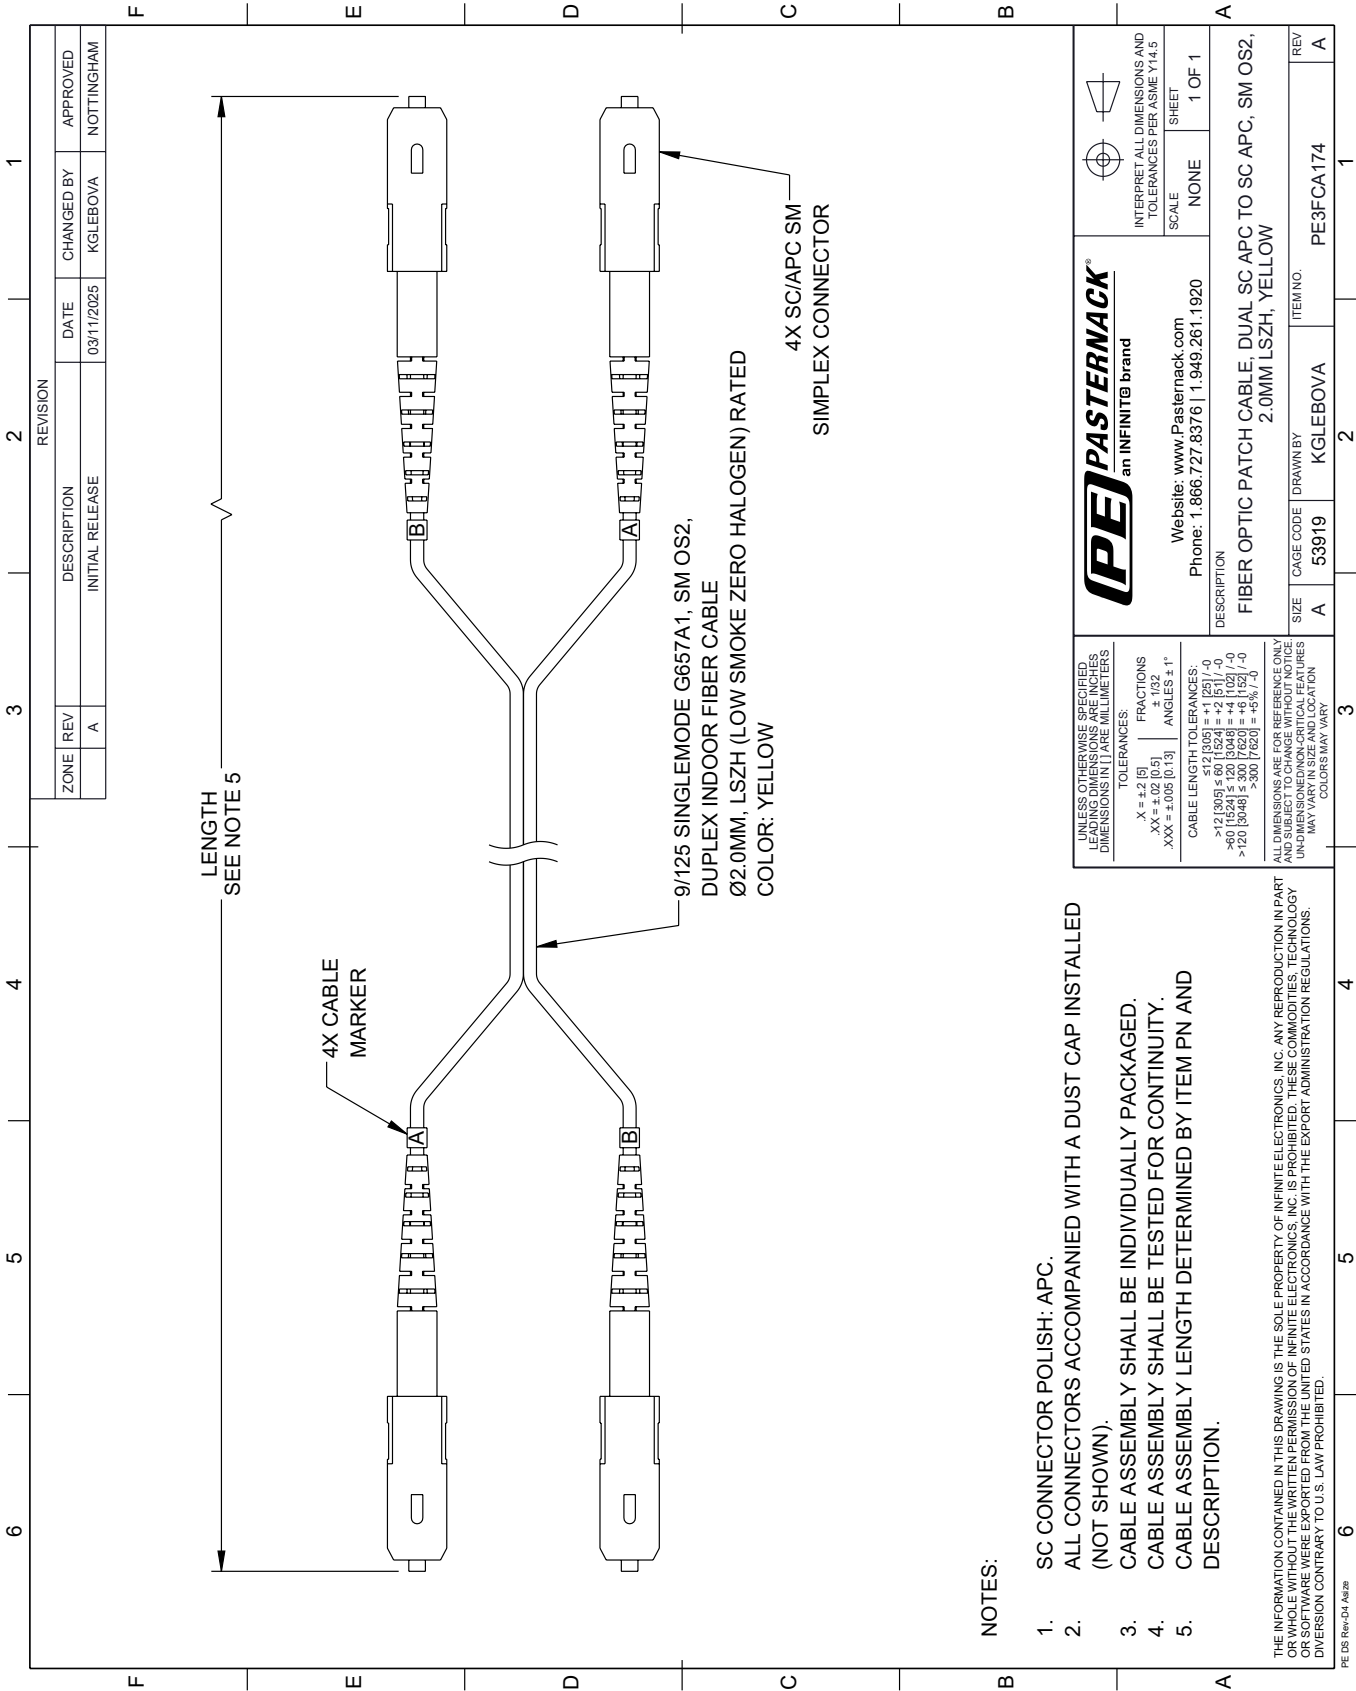 6 5 4 3 2 1
F
E
D
C
B
A
REVISION
ZONE REV DESCRIPTION DATE CHANGED BY APPROVED
A INITIAL RELEASE 03/11/2025 KGLEBOVA NOTTINGHAM
LENGTH
SEE NOTE 5
4X CABLE
MARKER
A
B
B
A
9/125 SINGLEMODE G657A1, SM OS2,
DUPLEX INDOOR FIBER CABLE
Ø2.0MM, LSZH (LOW SMOKE ZERO HALOGEN) RATED
COLOR: YELLOW
4X SC/APC SM
SIMPLEX CONNECTOR
NOTES:
1. SC CONNECTOR POLISH: APC.
2. ALL CONNECTORS ACCOMPANIED WITH A DUST CAP INSTALLED
(NOT SHOWN).
3. CABLE ASSEMBLY SHALL BE INDIVIDUALLY PACKAGED.
4. CABLE ASSEMBLY SHALL BE TESTED FOR CONTINUITY.
5. CABLE ASSEMBLY LENGTH DETERMINED BY ITEM PN AND
DESCRIPTION.
THE INFORMATION CONTAINED IN THIS DRAWING IS THE SOLE PROPERTY OF INFINITE ELECTRONICS, INC. ANY REPRODUCTION IN PART
OR WHOLE WITHOUT THE WRITTEN PERMISSION OF INFINITE ELECTRONICS, INC. IS PROHIBITED. THESE COMMODITIES, TECHNOLOGY
OR SOFTWARE WERE EXPORTED FROM THE UNITED STATES IN ACCORDANCE WITH THE EXPORT ADMINISTRATION REGULATIONS.
DIVERSION CONTRARY TO U.S. LAW PROHIBITED.
UNLESS OTHERWISE SPECIFIED
LEADING DIMENSIONS ARE INCHES
DIMENSIONS IN [ ] ARE MILLIMETERS
TOLERANCES:
.X = ±.2 [5] FRACTIONS
.XX = ±.02 [0.5] ± 1/32
.XXX = ±.005 [0.13] ANGLES ± 1°
CABLE LENGTH TOLERANCES:
≤12 [305] = +1 [25] / -0
>12 [305] ≤ 60 [1524] = +2 [51] / -0
>60 [1524] ≤ 120 [3048] = +4 [102] / -0
>120 [3048] ≤ 300 [7620] = +6 [152] / -0
>300 [7620] = +5% / -0
ALL DIMENSIONS ARE FOR REFERENCE ONLY
AND SUBJECT TO CHANGE WITHOUT NOTICE.
UN-DIMENSIONED/NON-CRITICAL FEATURES
MAY VARY IN SIZE AND LOCATION
COLORS MAY VARY
PE PASTERNACK®
an INFINIT® brand
Website: www.Pasternack.com
Phone: 1.866.727.8376 | 1.949.261.1920
INTERPRET ALL DIMENSIONS AND
TOLERANCES PER ASME Y14.5
SCALE SHEET
NONE 1 OF 1
DESCRIPTION
FIBER OPTIC PATCH CABLE, DUAL SC APC TO SC APC, SM OS2,
2.0MM LSZH, YELLOW
SIZE CAGE CODE DRAWN BY ITEM NO. REV
A 53919 KGLEBOVA PE3FCA174 A
F
E
D
C
B
A
6 5 4 3 2 1
PE DS Rev-D4 Asize